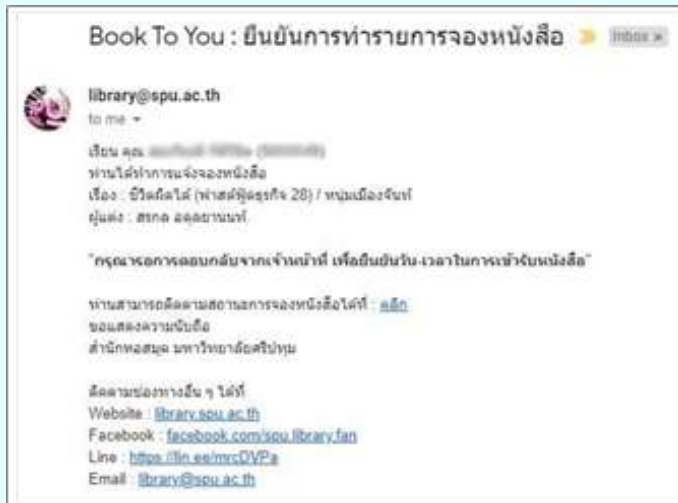 Book To You : ยืนยันการทำรายการจองหนังสือ
Inbox x
library@spu.ac.th
to me
เรียน คุณ
ท่านได้ทำการแจ้งจองหนังสือ
เรื่อง : ชีวิตผิดได้ (ฟาสต์ฟู้ดธุรกิจ 28) / หนุ่มเมืองจันท์
ผู้แต่ง : สรกล อดุลยานนท์
"กรุณารอการตอบกลับจากเจ้าหน้าที่ เพื่อยืนยันวัน-เวลาในการเข้ารับหนังสือ"
ท่านสามารถติดตามสถานะการจองหนังสือได้ที่ : คลิก
ขอแสดงความนับถือ
สำนักหอสมุด มหาวิทยาลัยศรีปทุม
ติดตามช่องทางอื่น ๆ ได้ที่
Website : library.spu.ac.th
Facebook : facebook.com/spu.library.fan
Line : https://lin.ee/mrcDVPa
Email : library@spu.ac.th